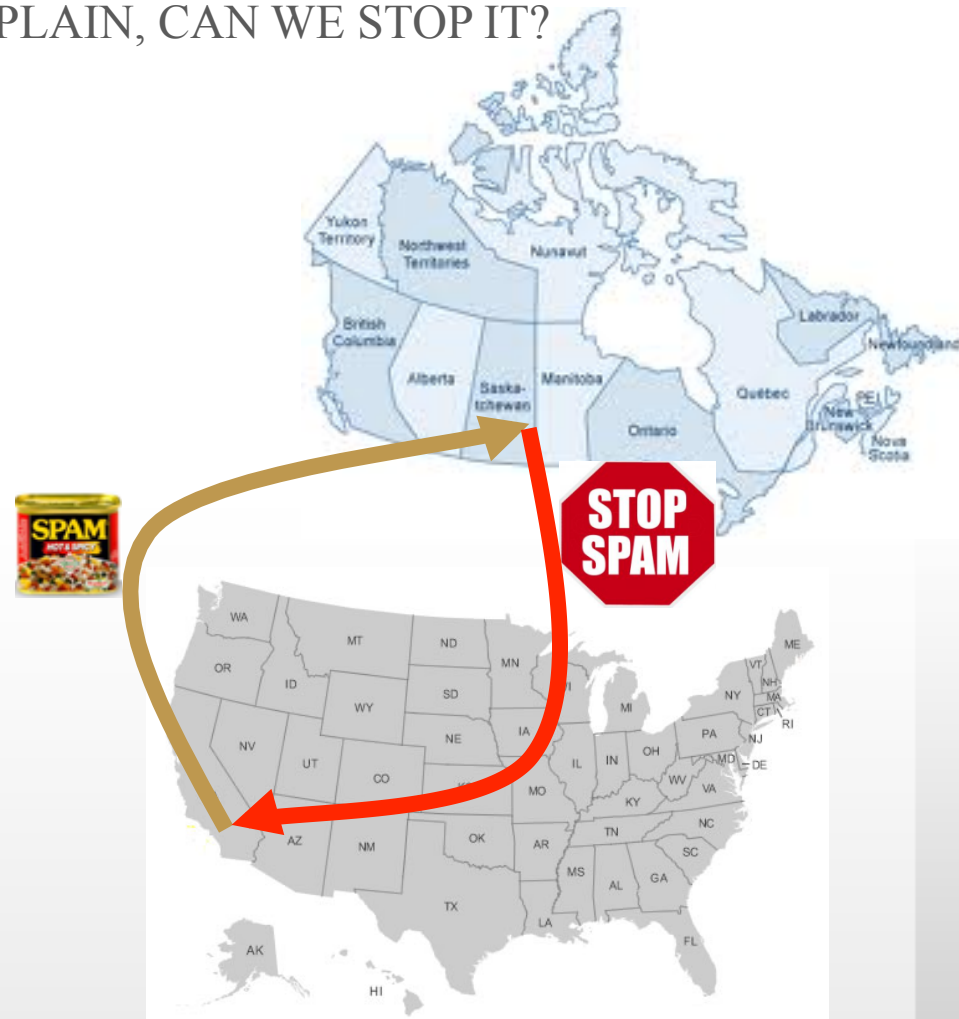 PLAIN, CAN WE STOP IT?
Yukon
Territory
Northwest
Territories
Nunavut
British
Columbia
Alberta
Saska-
tchewan
Manitoba
Ontario
Québec
Labrador
Newfoundland
PEI
New
Brunswick
Nova
Scotia
SPAM
HOT & SPICY
STOP
SPAM
WA
MT
ND
MN
ME
OR
ID
SD
WI
MI
VT
NH
NY
MA
CT
RI
WY
IA
PA
NJ
NV
NE
IL
IN
OH
MD
DE
UT
CO
MO
WV
VA
KY
NC
AZ
NM
OK
AR
TN
SC
MS
AL
GA
TX
LA
FL
AK
HI